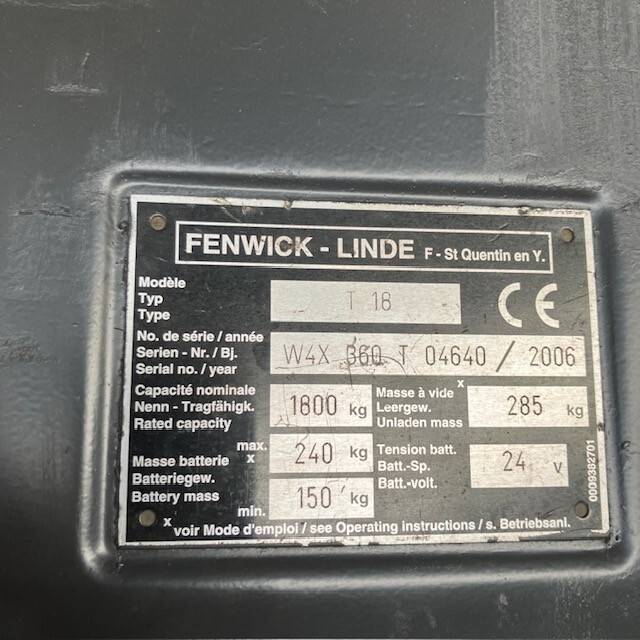 FENWICK - LINDE F - St Quentin en Y.
Modèle
Typ
Type
T 18
CE
No. de série / année
Serien - Nr. / Bj.
Serial no. / year
W4X 360 T 04640 / 2006
Capacité nominale
Nenn - Tragfähigk.
Rated capacity
1800 kg
Masse à vide x
Leergew.
Unladen mass
285 kg
Masse batterie x
Batteriegew.
Battery mass
max. 240 kg
min. 150 kg
Tension batt.
Batt.-Sp.
Batt.-volt.
24 V
0009382701
x voir Mode d'emploi / see Operating instructions / s. Betriebsanl.